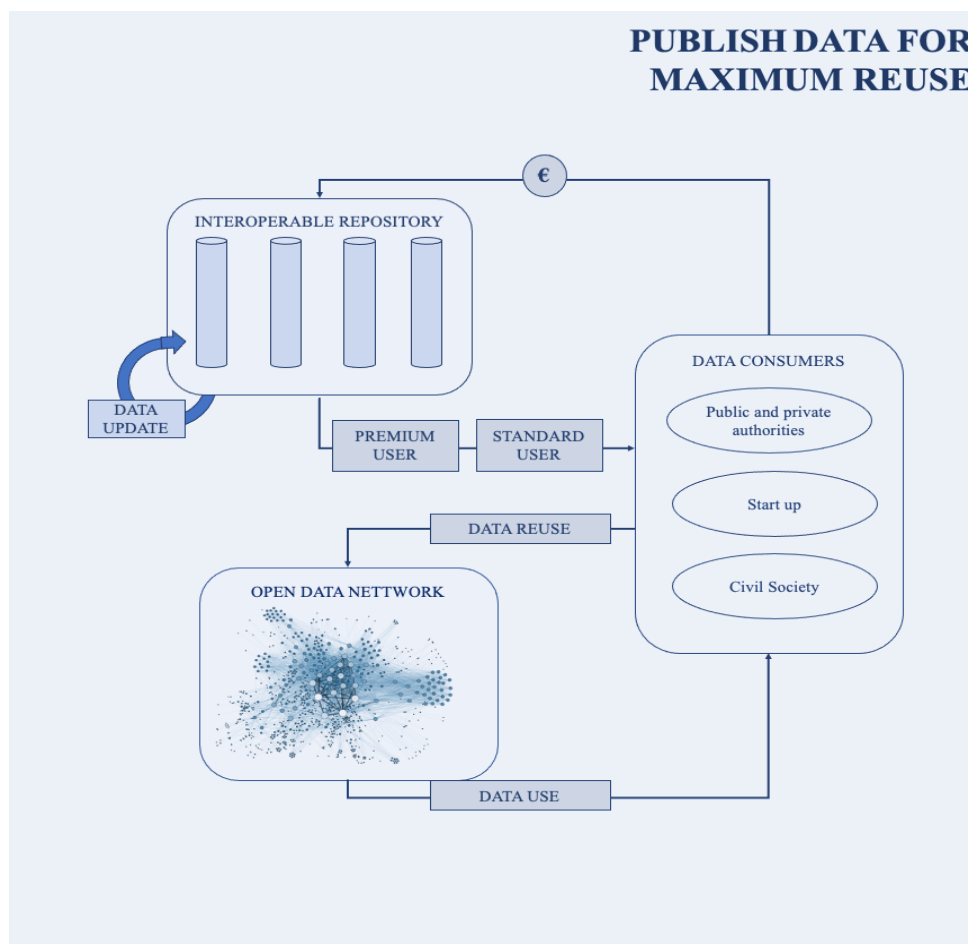 PUBLISH DATA FOR
MAXIMUM REUSE
€
INTEROPERABLE REPOSITORY
DATA
UPDATE
PREMIUM
USER
STANDARD
USER
DATA CONSUMERS
Public and private
authorities
Start up
Civil Society
DATA REUSE
OPEN DATA NETTWORK
DATA USE